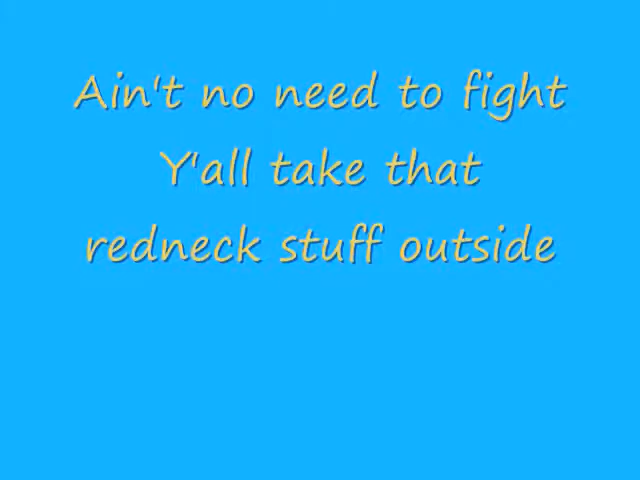 Ain't no need to fight
Y'all take that
redneck stuff outside